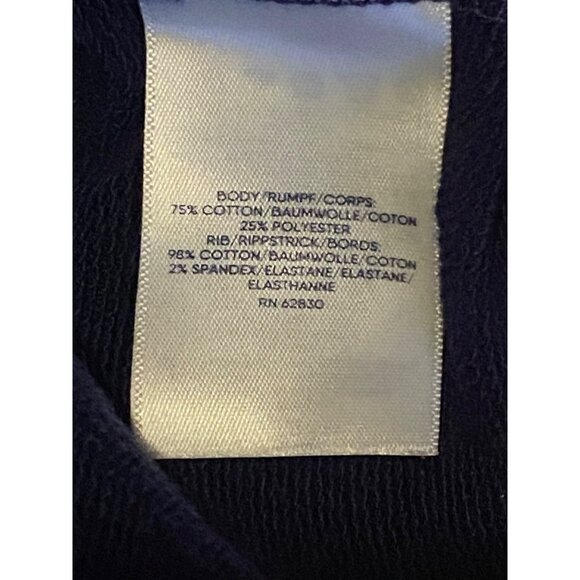 BODY/RUMPF/CORPS:
75% COTTON/BAUMWOLLE/COTON
25% POLYESTER
RIB/RIPPSTRICK/BORDS:
98% COTTON/BAUMWOLLE/COTON
2% SPANDEX/ELASTANE/ELASTANE/
ELASTHANNE
RN 62830